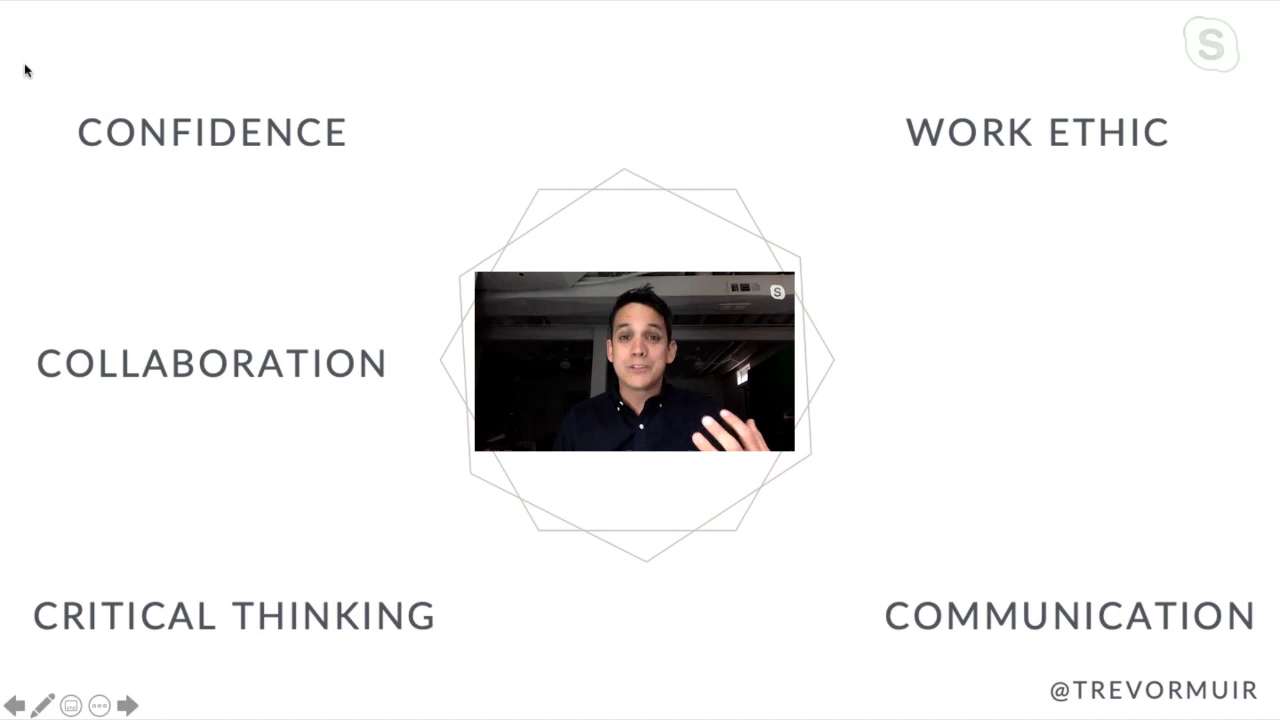 S
CONFIDENCE
WORK ETHIC
S
COLLABORATION
CRITICAL THINKING
COMMUNICATION
@TREVORMUIR